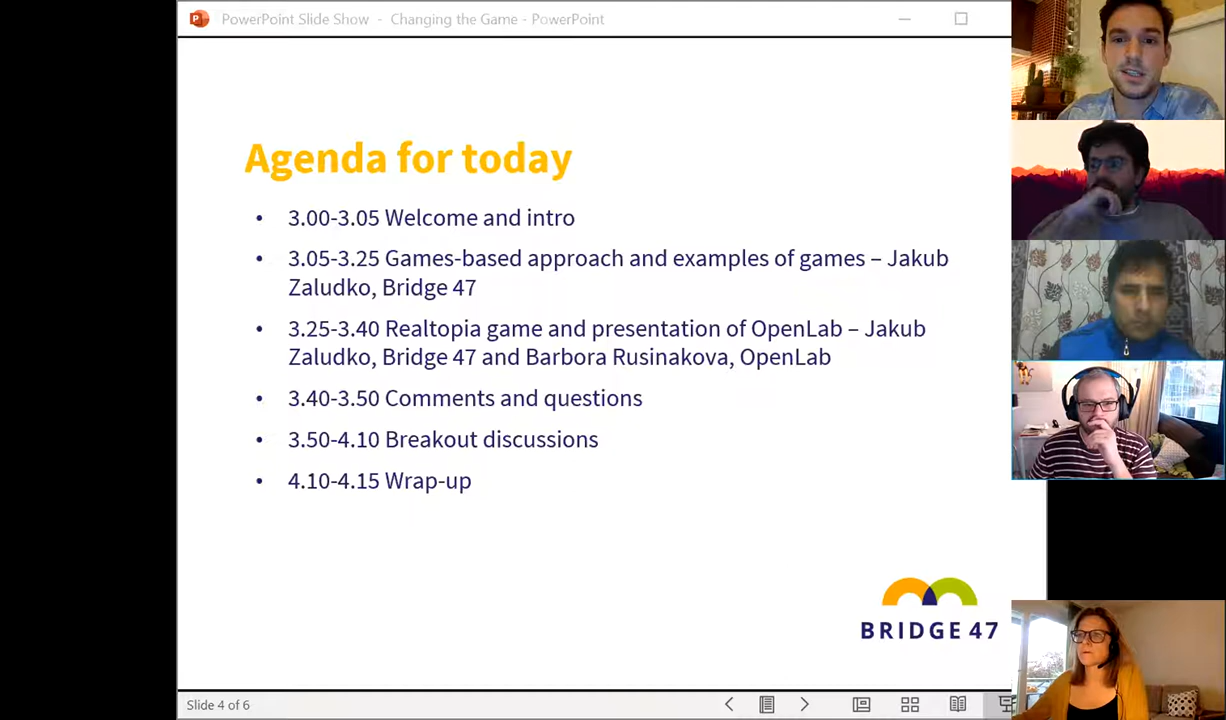 PowerPoint Slide Show - Changing the Game - PowerPoint
Agenda for today
• 3.00-3.05 Welcome and intro
• 3.05-3.25 Games-based approach and examples of games – Jakub
Zaludko, Bridge 47
• 3.25-3.40 Realtopia game and presentation of OpenLab – Jakub
Zaludko, Bridge 47 and Barbora Rusinakova, OpenLab
• 3.40-3.50 Comments and questions
• 3.50-4.10 Breakout discussions
• 4.10-4.15 Wrap-up
BRIDGE 47
Slide 4 of 6